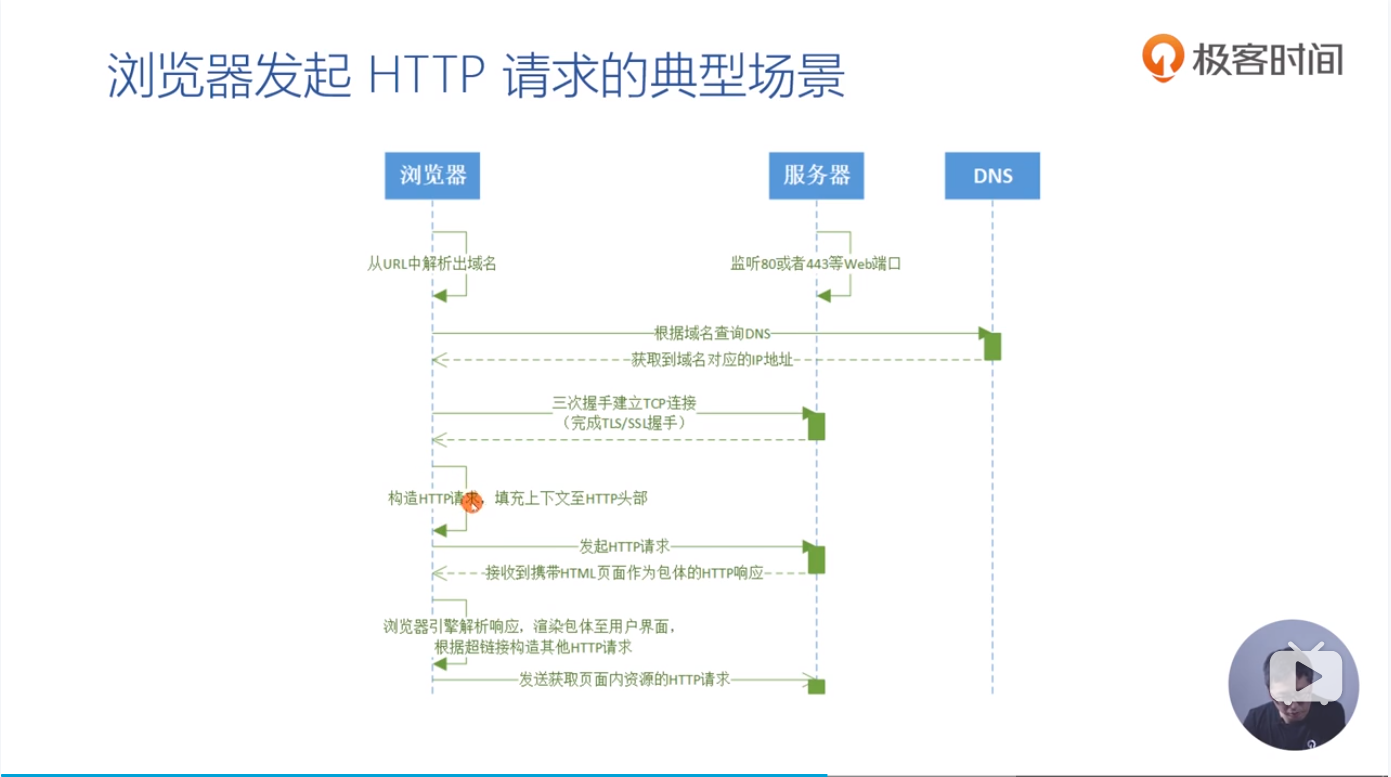 浏览器发起 HTTP 请求的典型场景
极客时间
浏览器
服务器
DNS
从URL中解析出域名
监听80或者443等Web端口
根据域名查询DNS
获取到域名对应的IP地址
三次握手建立TCP连接
（完成TLS/SSL握手）
构造HTTP请求，填充上下文至HTTP头部
发起HTTP请求
接收到携带HTML页面作为包体的HTTP响应
浏览器引擎解析响应，渲染包体至用户界面，
根据超链接构造其他HTTP请求
发送获取页面内资源的HTTP请求